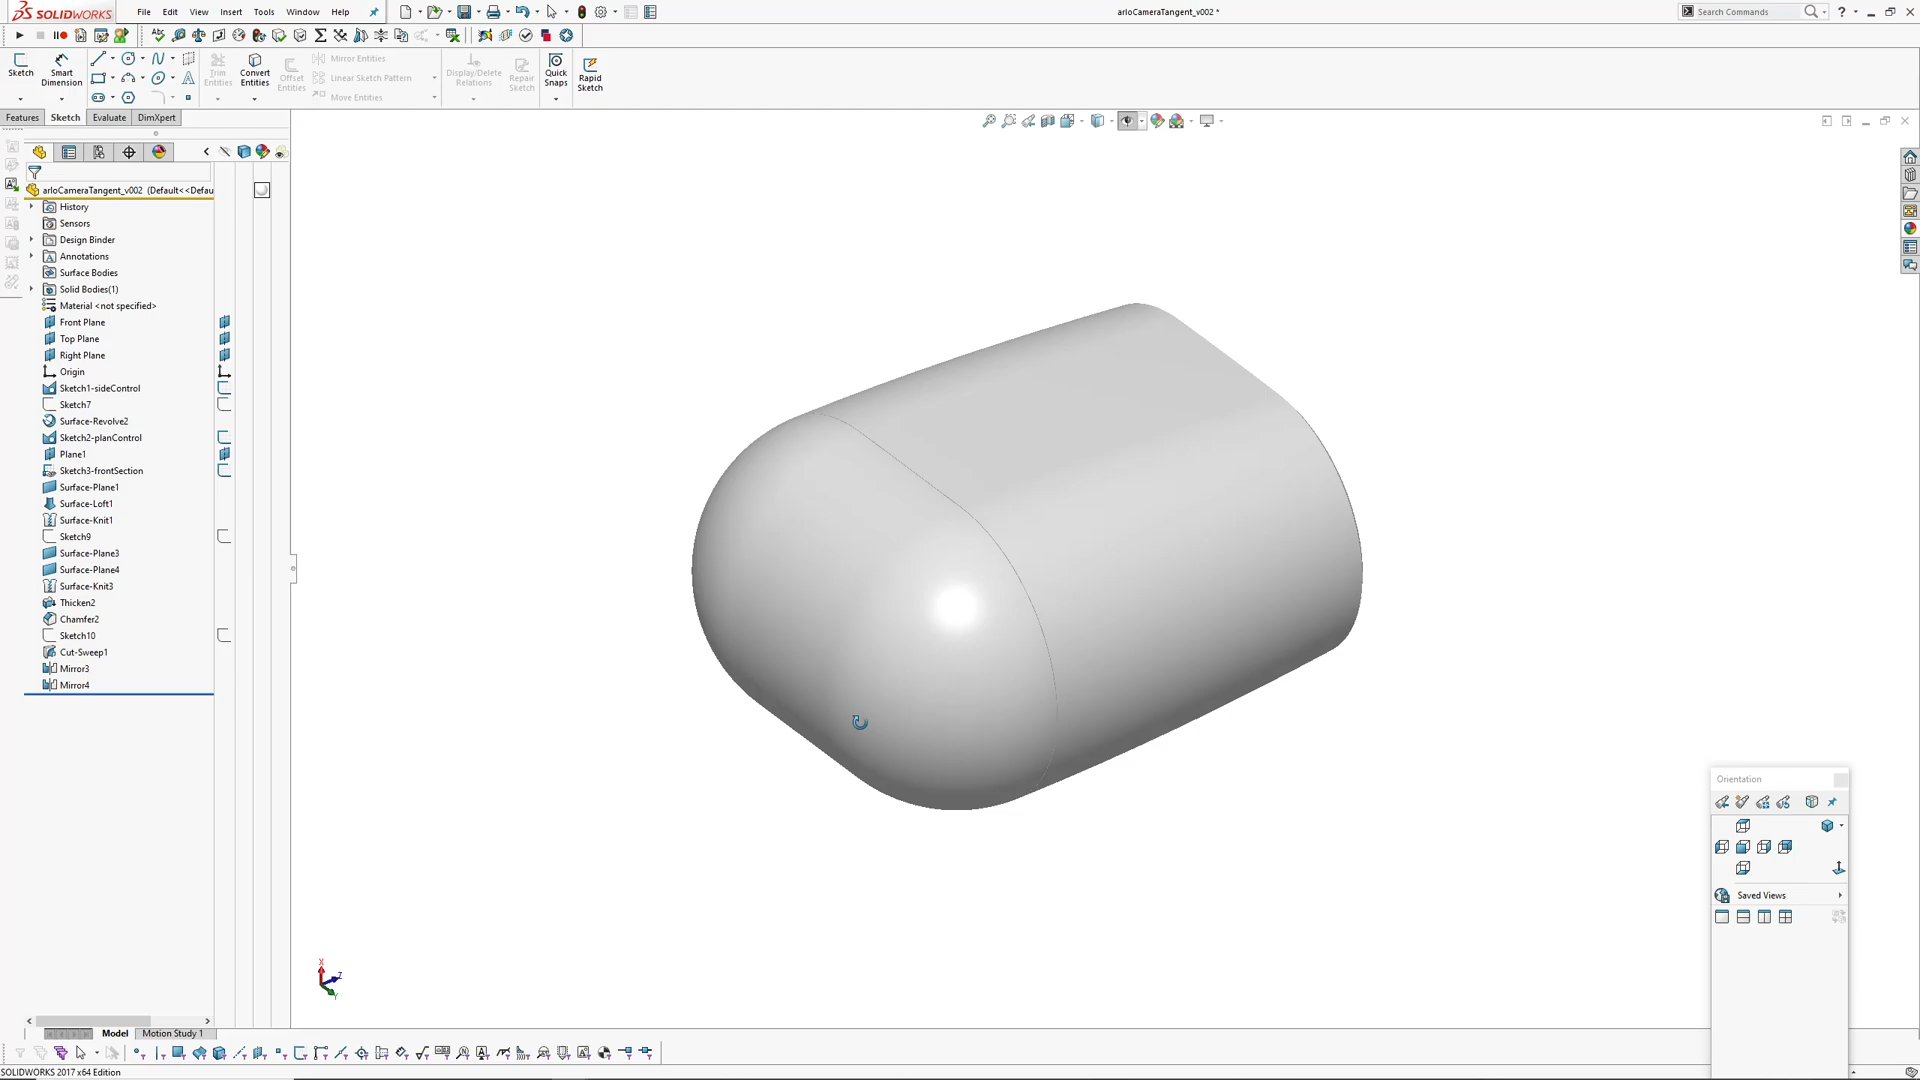 SOLIDWORKS File Edit View Insert Tools Window Help
arloCameraTangent_v002 *
Search Commands
Sketch
Smart Dimension
Trim Entities
Convert Entities
Offset Entities
Mirror Entities
Linear Sketch Pattern
Move Entities
Display/Delete Relations
Repair Sketch
Quick Snaps
Rapid Sketch
Features Sketch Evaluate DimXpert
arloCameraTangent_v002 (Default<<Defau
History
Sensors
Design Binder
Annotations
Surface Bodies
Solid Bodies(1)
Material <not specified>
Front Plane
Top Plane
Right Plane
Origin
Sketch1-sideControl
Sketch7
Surface-Revolve2
Sketch2-planControl
Plane1
Sketch3-frontSection
Surface-Plane1
Surface-Loft1
Surface-Knit1
Sketch9
Surface-Plane3
Surface-Plane4
Surface-Knit3
Thicken2
Chamfer2
Sketch10
Cut-Sweep1
Mirror3
Mirror4
Orientation
Saved Views
X
Z
Y
Model Motion Study 1
SOLIDWORKS 2017 x64 Edition